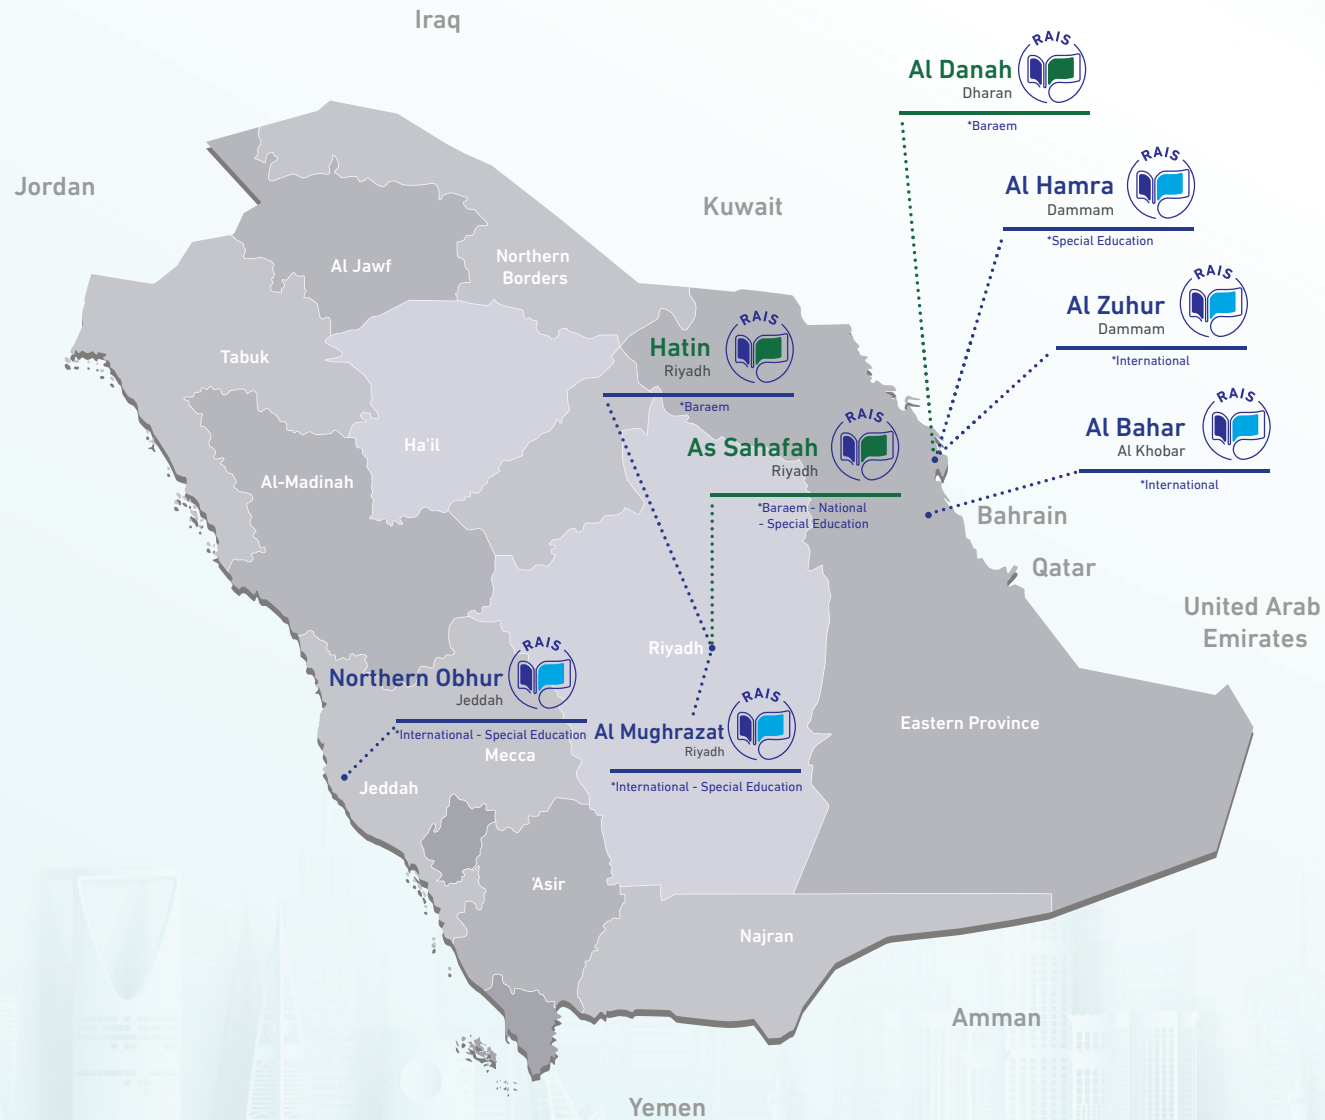 Iraq
RAIS
Al Danah
Dharan
*Baraem
Jordan
Kuwait
RAIS
Al Hamra
Dammam
*Special Education
Northern
Borders
Al Jawf
RAIS
Al Zuhur
Dammam
*International
Tabuk
RAIS
Hatin
Riyadh
*Baraem
RAIS
Al Bahar
Al Khobar
*International
Ha'il
RAIS
As Sahafah
Riyadh
*Baraem - National
- Special Education
Al-Madinah
Bahrain
Qatar
United Arab
Emirates
Riyadh
RAIS
Northern Obhur
Jeddah
*International - Special Education
Mecca
Jeddah
RAIS
Al Mughrazat
Riyadh
*International - Special Education
Eastern Province
'Asir
Najran
Amman
Yemen